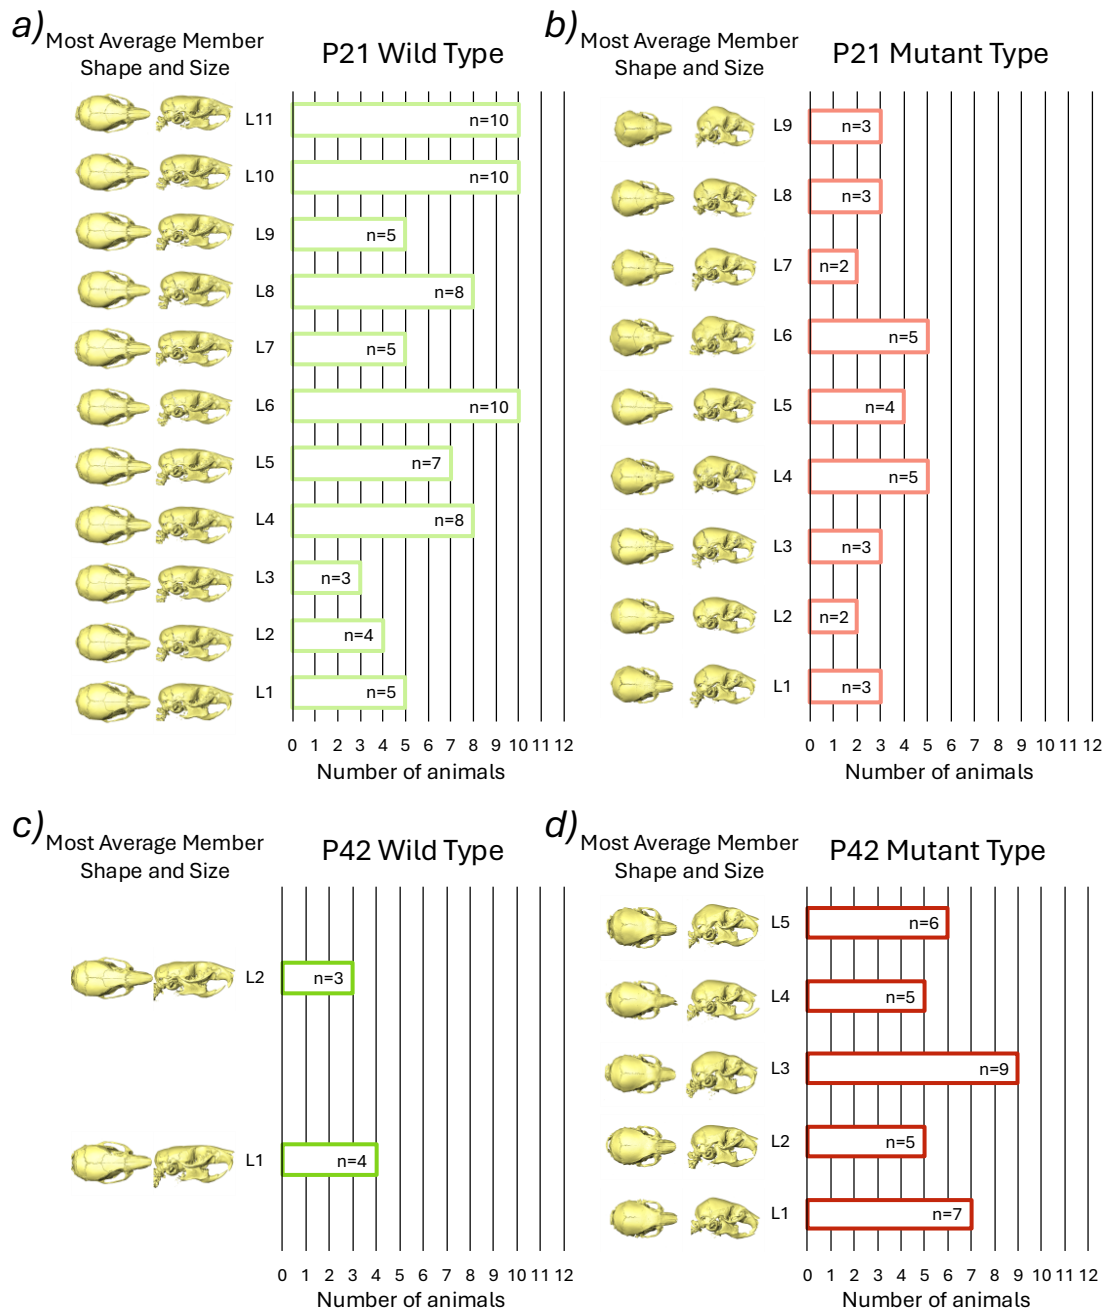 a) Most Average Member
Shape and Size
P21 Wild Type
L11 n=10
L10 n=10
L9 n=5
L8 n=8
L7 n=5
L6 n=10
L5 n=7
L4 n=8
L3 n=3
L2 n=4
L1 n=5
0 1 2 3 4 5 6 7 8 9 10 11 12
Number of animals
b) Most Average Member
Shape and Size
P21 Mutant Type
L9 n=3
L8 n=3
L7 n=2
L6 n=5
L5 n=4
L4 n=5
L3 n=3
L2 n=2
L1 n=3
0 1 2 3 4 5 6 7 8 9 10 11 12
Number of animals
c) Most Average Member
Shape and Size
P42 Wild Type
L2 n=3
L1 n=4
0 1 2 3 4 5 6 7 8 9 10 11 12
Number of animals
d) Most Average Member
Shape and Size
P42 Mutant Type
L5 n=6
L4 n=5
L3 n=9
L2 n=5
L1 n=7
0 1 2 3 4 5 6 7 8 9 10 11 12
Number of animals